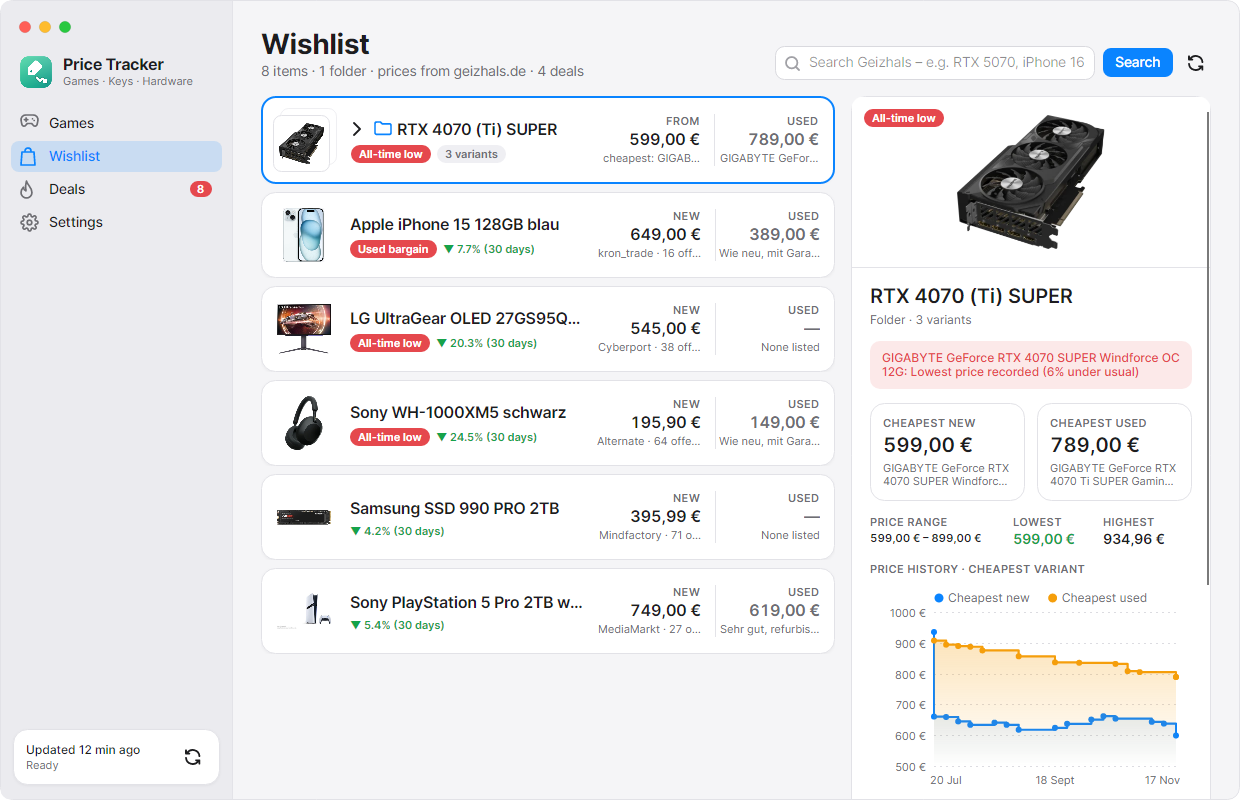 Price Tracker
Games · Keys · Hardware
Games
Wishlist
Deals
8
Settings
Updated 12 min ago
Ready
Wishlist
8 items · 1 folder · prices from geizhals.de · 4 deals
Search Geizhals – e.g. RTX 5070, iPhone 16
Search
RTX 4070 (Ti) SUPER
All-time low
3 variants
FROM
599,00 €
cheapest: GIGAB...
USED
789,00 €
GIGABYTE GeFor...
Apple iPhone 15 128GB blau
Used bargain
▼ 7.7% (30 days)
NEW
649,00 €
kron_trade · 16 off...
USED
389,00 €
Wie neu, mit Gara...
LG UltraGear OLED 27GS95Q...
All-time low
▼ 20.3% (30 days)
NEW
545,00 €
Cyberport · 38 off...
USED
—
None listed
Sony WH-1000XM5 schwarz
All-time low
▼ 24.5% (30 days)
NEW
195,90 €
Alternate · 64 offe...
USED
149,00 €
Wie neu, mit Gara...
Samsung SSD 990 PRO 2TB
▼ 4.2% (30 days)
NEW
395,99 €
Mindfactory · 71 o...
USED
—
None listed
Sony PlayStation 5 Pro 2TB w...
▼ 5.4% (30 days)
NEW
749,00 €
MediaMarkt · 27 o...
USED
619,00 €
Sehr gut, refurbis...
All-time low
RTX 4070 (Ti) SUPER
Folder · 3 variants
GIGABYTE GeForce RTX 4070 SUPER Windforce OC
12G: Lowest price recorded (6% under usual)
CHEAPEST NEW
599,00 €
GIGABYTE GeForce RTX
4070 SUPER Windforc...
CHEAPEST USED
789,00 €
GIGABYTE GeForce RTX
4070 Ti SUPER Gamin...
PRICE RANGE
599,00 € – 899,00 €
LOWEST
599,00 €
HIGHEST
934,96 €
PRICE HISTORY · CHEAPEST VARIANT
Cheapest new
Cheapest used
1000 €
900 €
800 €
700 €
600 €
500 €
20 Jul
18 Sept
17 Nov